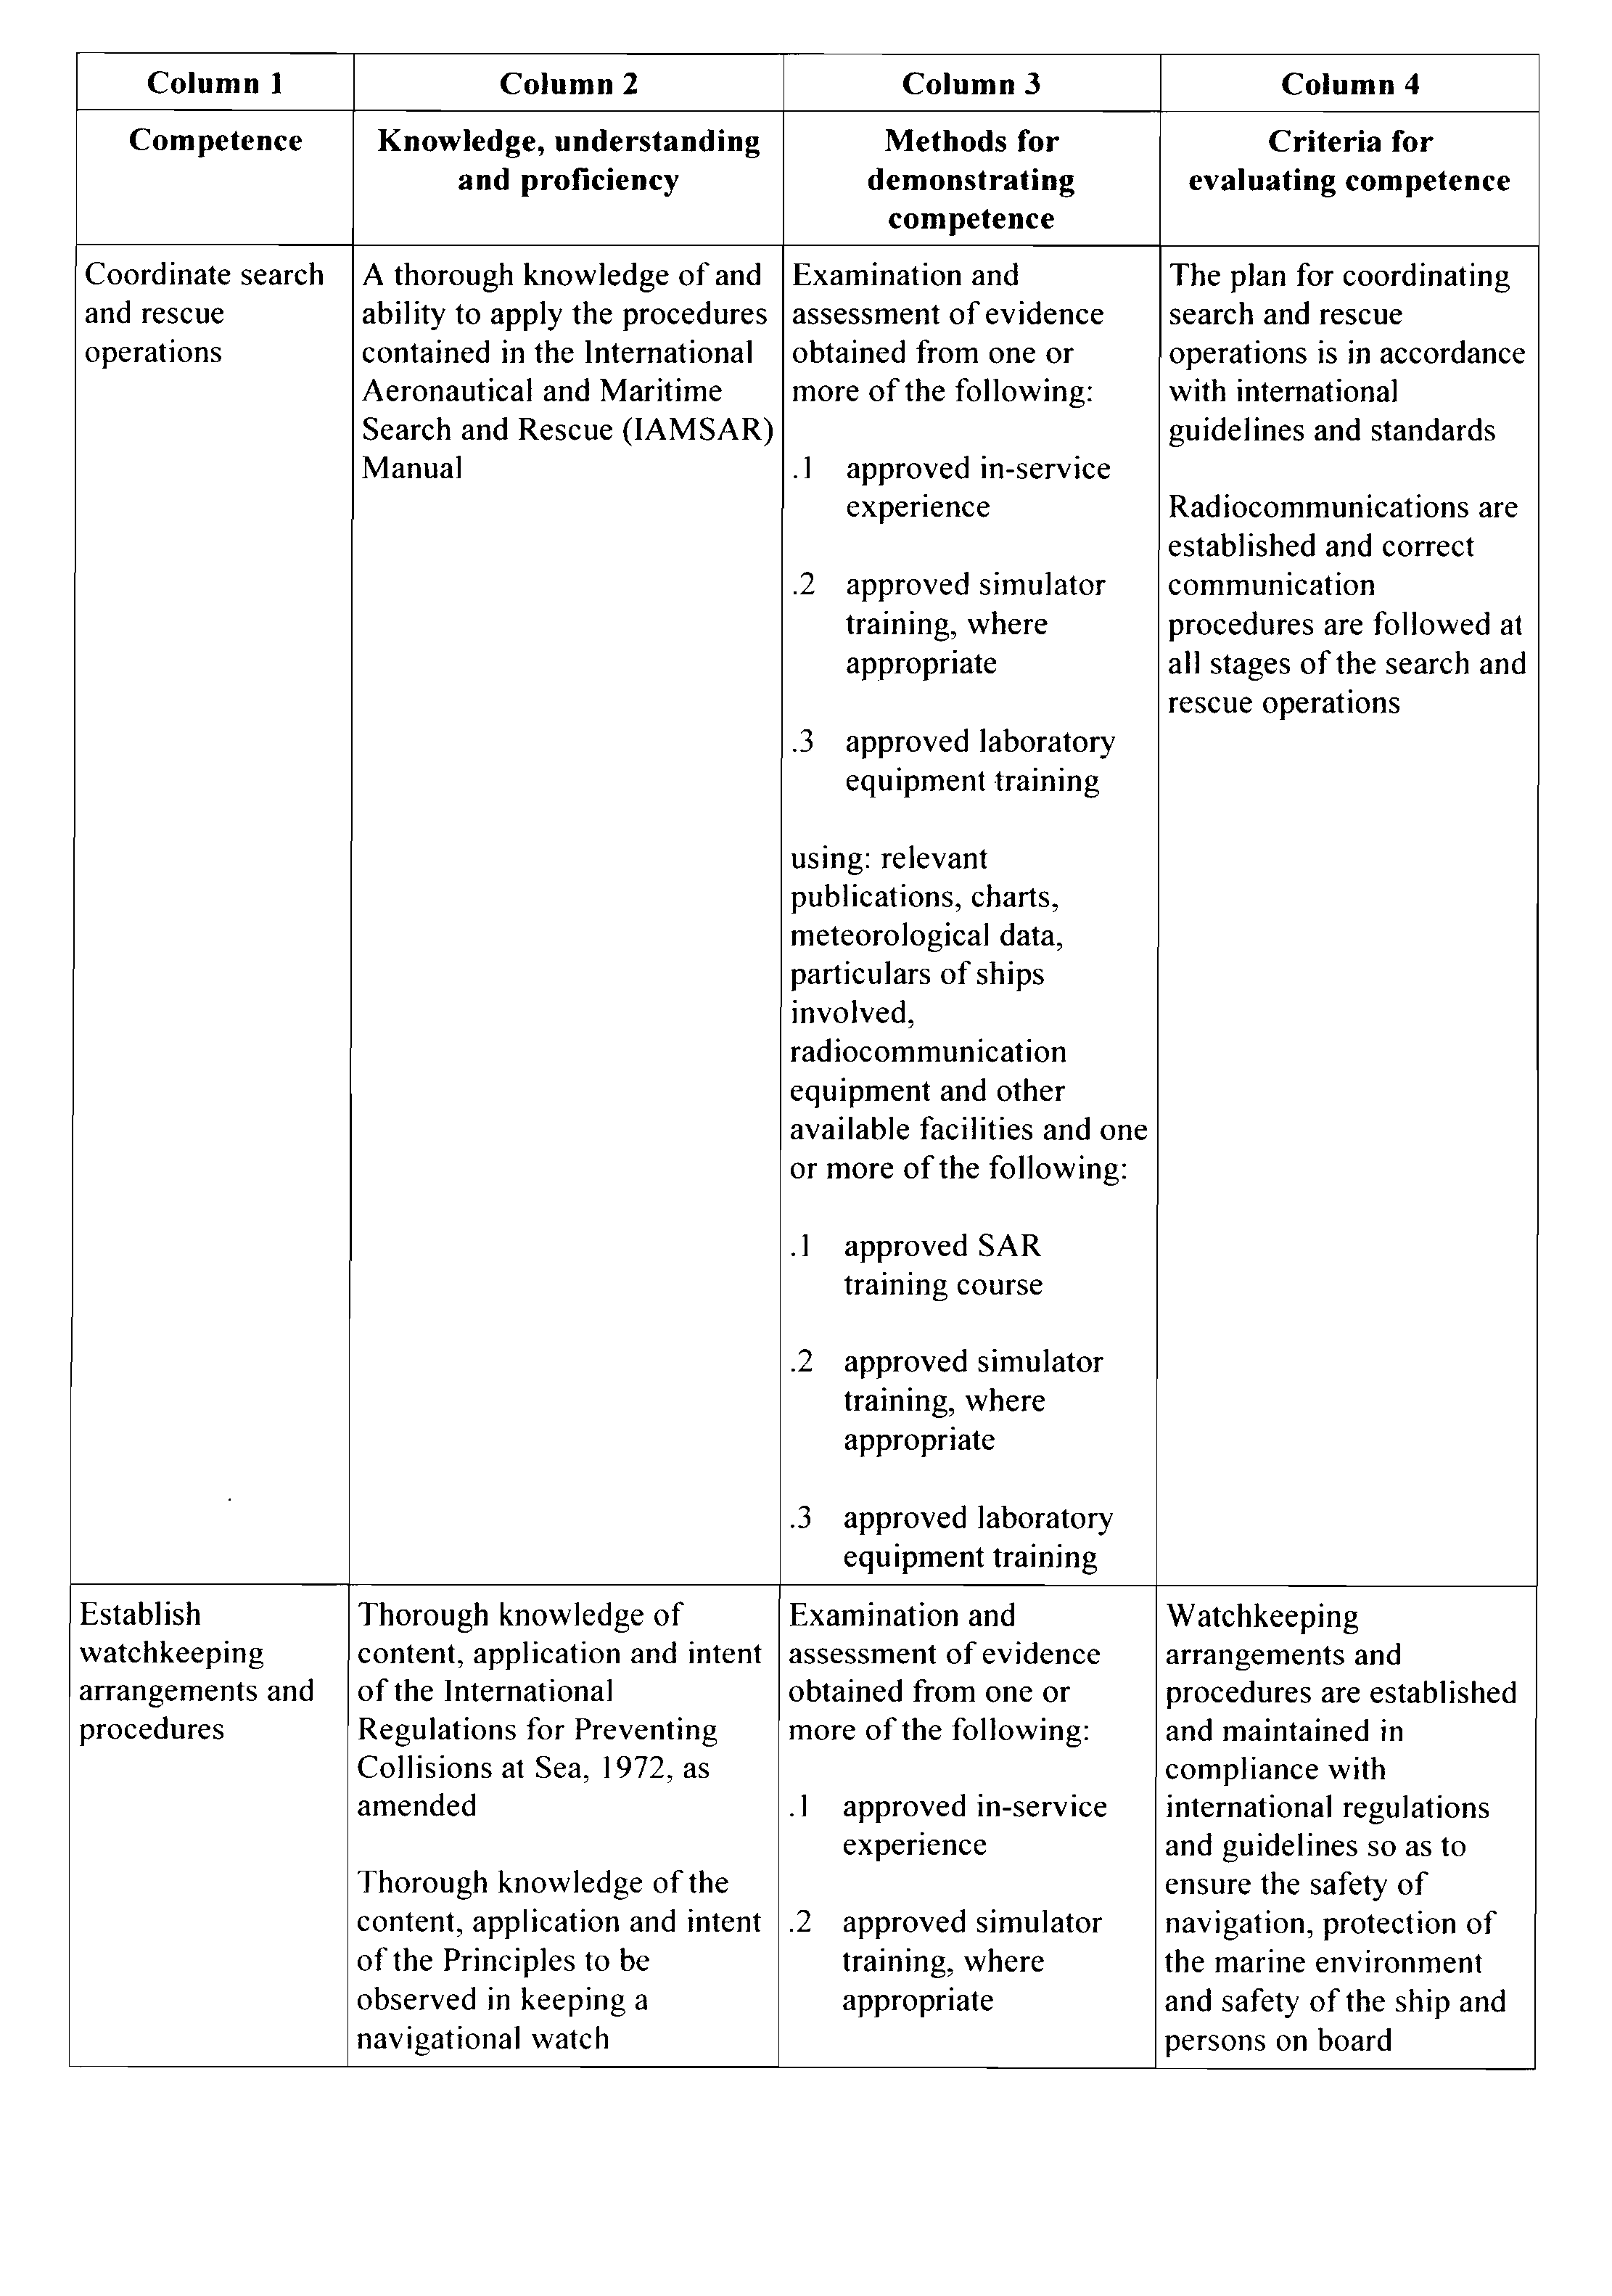 Column 1
Column 2
Column 3
Column 4
Competence
Knowledge, understanding
and proficiency
Methods for
demonstrating
competence
Criteria for
evaluating competence
Coordinate search
and rescue
operations
A thorough knowledge of and
ability to apply the procedures
contained in the International
Aeronautical and Maritime
Search and Rescue (IAMSAR)
Manual
Examination and
assessment of evidence
obtained from one or
more of the following:
.1 approved in-service
experience
.2 approved simulator
training, where
appropriate
.3 approved laboratory
equipment training
using: relevant
publications, charts,
meteorological data,
particulars of ships
involved,
radiocommunication
equipment and other
available facilities and one
or more of the following:
.1 approved SAR
training course
.2 approved simulator
training, where
appropriate
.3 approved laboratory
equipment training
The plan for coordinating
search and rescue
operations is in accordance
with international
guidelines and standards
Radiocommunications are
established and correct
communication
procedures are followed at
all stages of the search and
rescue operations
Establish
watchkeeping
arrangements and
procedures
Thorough knowledge of
content, application and intent
of the International
Regulations for Preventing
Collisions at Sea, 1972, as
amended
Thorough knowledge of the
content, application and intent
of the Principles to be
observed in keeping a
navigational watch
Examination and
assessment of evidence
obtained from one or
more of the following:
.1 approved in-service
experience
.2 approved simulator
training, where
appropriate
Watchkeeping
arrangements and
procedures are established
and maintained in
compliance with
international regulations
and guidelines so as to
ensure the safety of
navigation, protection of
the marine environment
and safety of the ship and
persons on board